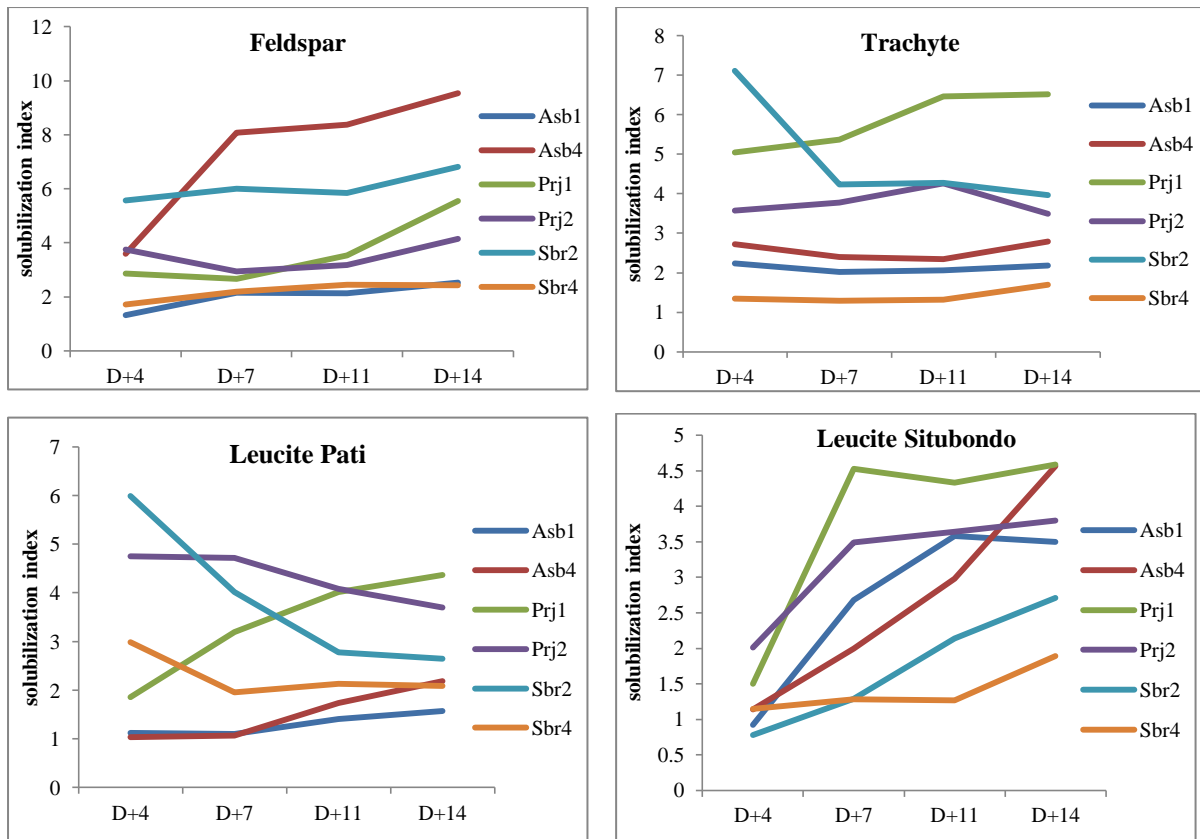 Feldspar
solubilization index
12
10
8
6
4
2
0
D+4 D+7 D+11 D+14
Asb1
Asb4
Prj1
Prj2
Sbr2
Sbr4
Trachyte
solubilization index
8
7
6
5
4
3
2
1
0
D+4 D+7 D+11 D+14
Asb1
Asb4
Prj1
Prj2
Sbr2
Sbr4
Leucite Pati
solubilization index
7
6
5
4
3
2
1
0
D+4 D+7 D+11 D+14
Asb1
Asb4
Prj1
Prj2
Sbr2
Sbr4
Leucite Situbondo
solubilization index
5
4.5
4
3.5
3
2.5
2
1.5
1
0.5
0
D+4 D+7 D+11 D+14
Asb1
Asb4
Prj1
Prj2
Sbr2
Sbr4